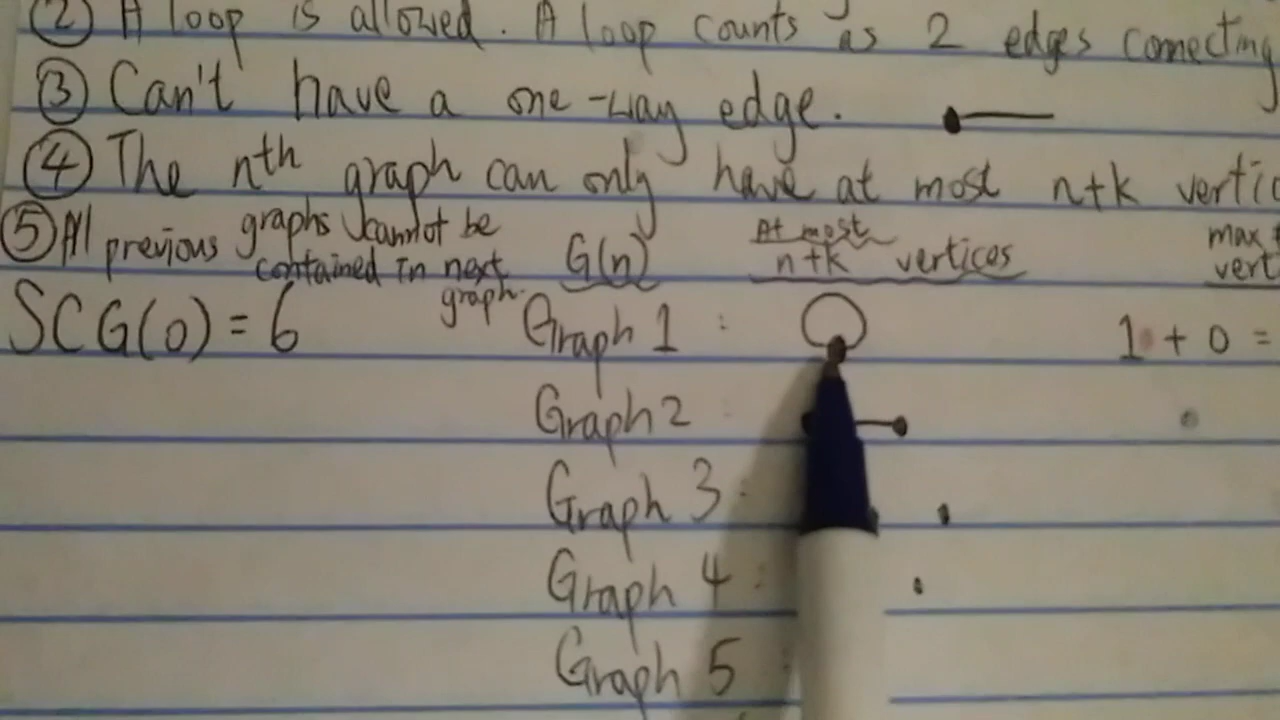 ② A loop is allowed. A loop counts as 2 edges connecting
③ Can't have a one-way edge.
④ The nth graph can only have at most n+k
⑤ All previous graphs cannot be
contained in next
graph.
G(n)
At most
n+k vertices
max
SCG(0) = 6
Graph 1 :
1 + 0 =
Graph 2 :
Graph 3 :
Graph 4 :
Graph 5 :